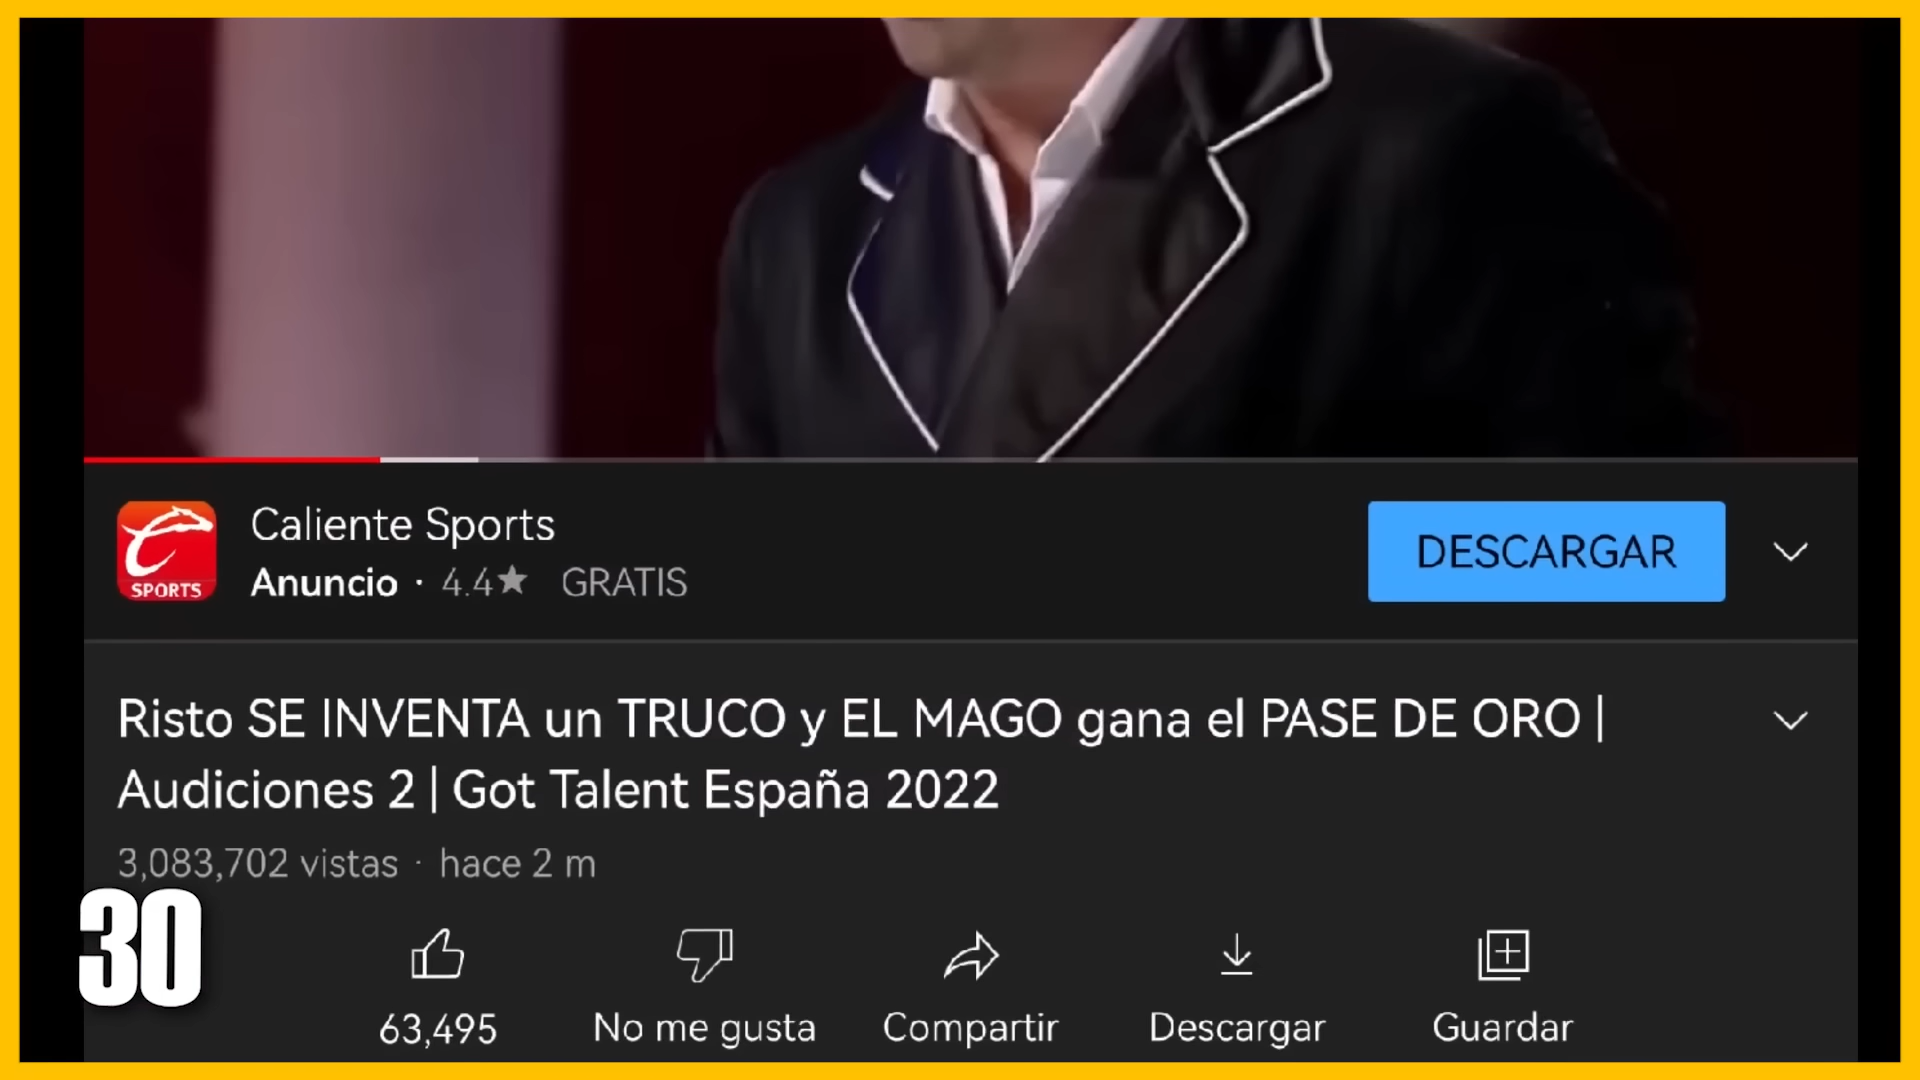 SPORTS
Caliente Sports
Anuncio · 4.4★ GRATIS
DESCARGAR
Risto SE INVENTA un TRUCO y EL MAGO gana el PASE DE ORO |
Audiciones 2 | Got Talent España 2022
3,083,702 vistas · hace 2 m
30
63,495
No me gusta
Compartir
Descargar
Guardar